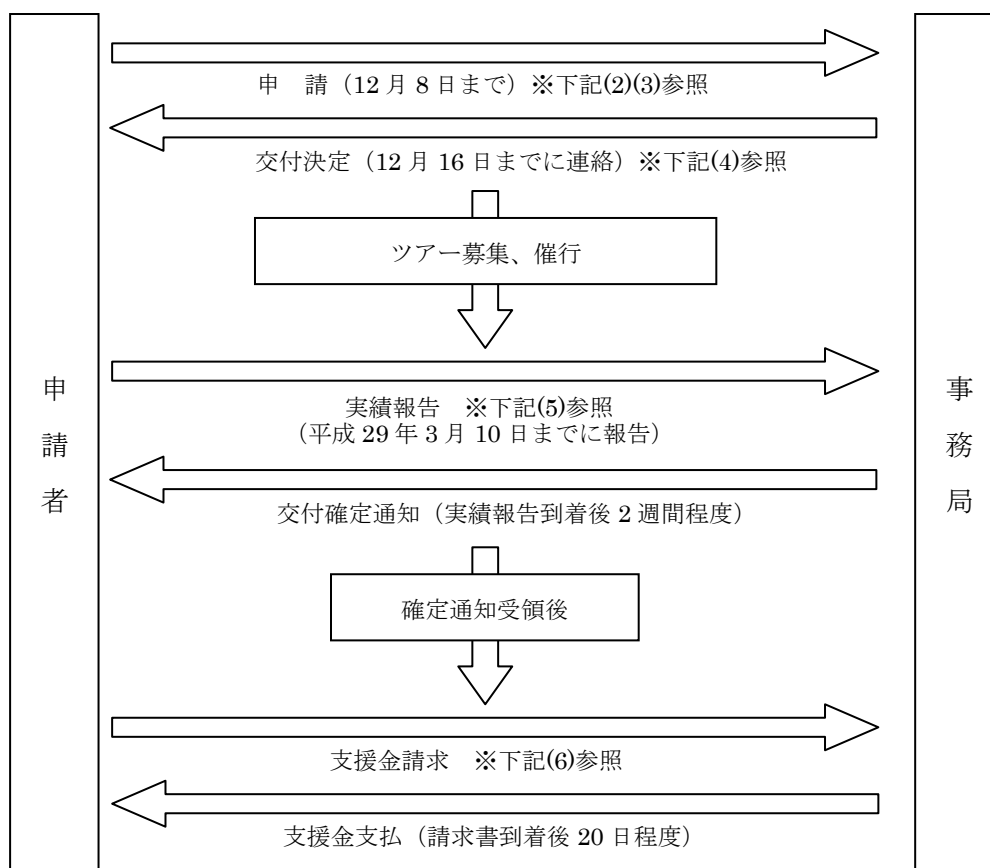 申請者
申　請（12 月 8 日まで）※下記(2)(3)参照
交付決定（12 月 16 日までに連絡）※下記(4)参照
ツアー募集、催行
実績報告　※下記(5)参照
（平成 29 年 3 月 10 日までに報告）
交付確定通知（実績報告到着後 2 週間程度）
確定通知受領後
支援金請求　※下記(6)参照
支援金支払（請求書到着後 20 日程度）
事務局